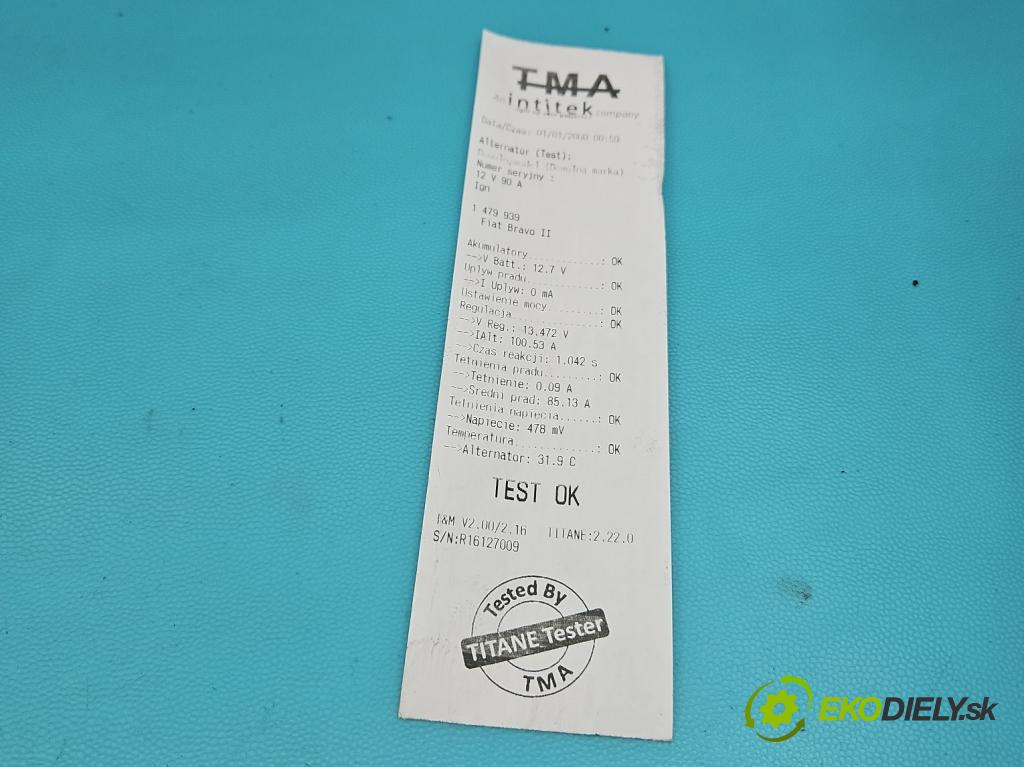 TMA
An intitek company
Data/Czas: 01/01/2000 00:59
Alternator (Test):
(Dowolna marka)
Numer seryjny :
12 V 90 A
Ign
1 479 939
Fiat Bravo II
Akumulatory..............: OK
-->V Batt.: 12.7 V
Uplyw pradu..............: OK
-->I Uplyw: 0 mA
Ustawienie mocy.........: OK
Regulacja................: OK
-->V Reg.: 13.472 V
-->IAlt: 100.53 A
-->Czas reakcji: 1.042 s
Tetnienia pradu.........: OK
-->Tetnienie: 0.09 A
-->Sredni prad: 85.13 A
Tetnienia napiecia......: OK
-->Napiecie: 478 mV
Temperatura..............: OK
-->Alternator: 31.9 C
TEST OK
I&M V2.00/2.16 TITANE:2.22.0
S/N:R16127009
Tested By
TITANE Tester
TMA
EKODIELY.sk